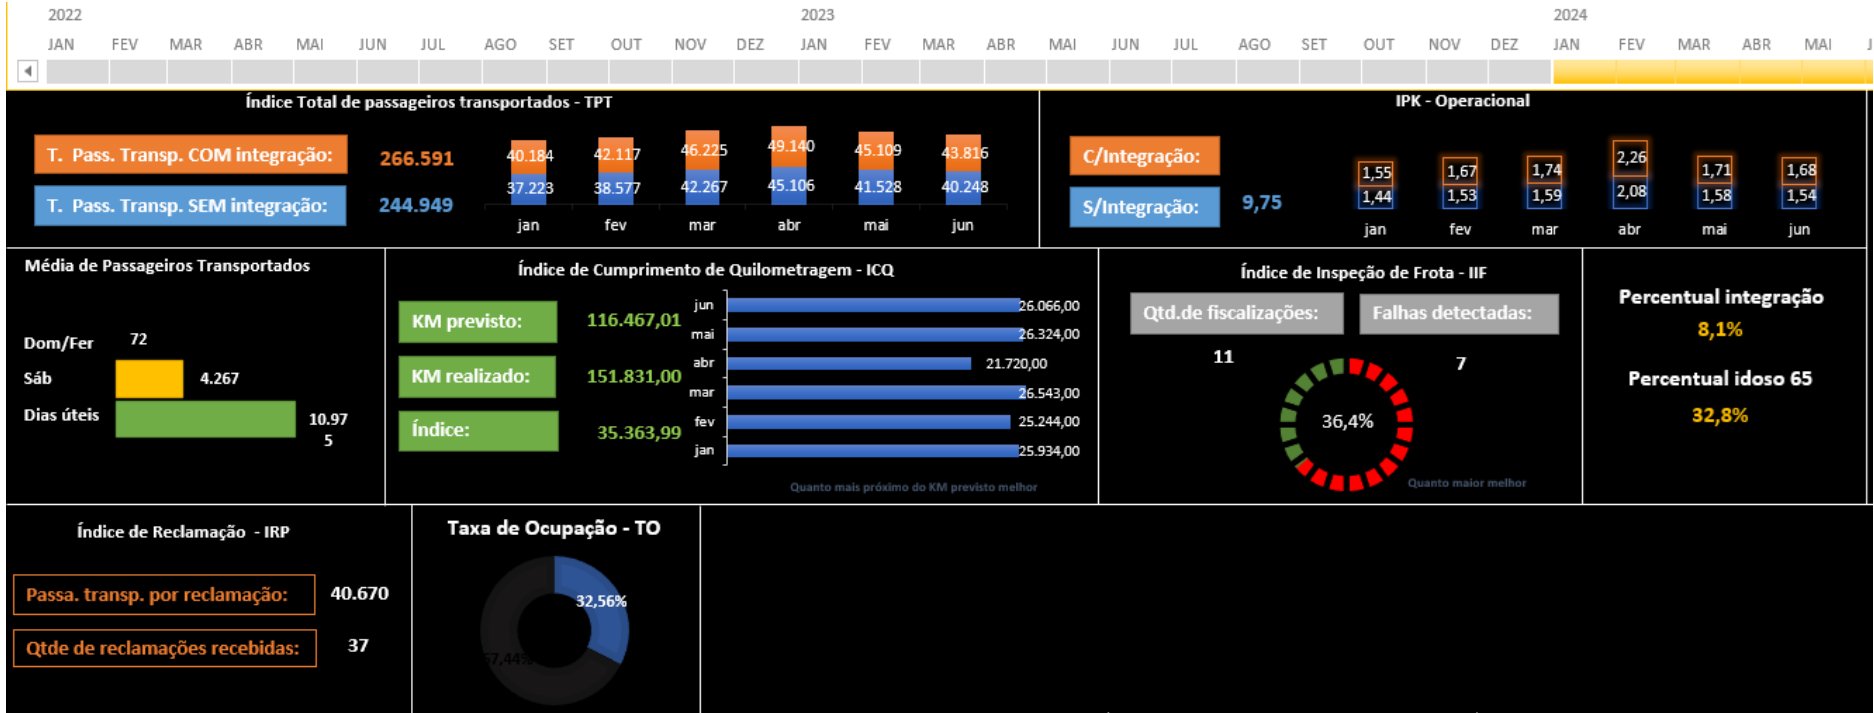 2022 2023 2024
JAN FEV MAR ABR MAI JUN JUL AGO SET OUT NOV DEZ JAN FEV MAR ABR MAI JUN JUL AGO SET OUT NOV DEZ JAN FEV MAR ABR MAI
Índice Total de passageiros transportados - TPT
T. Pass. Transp. COM integração: 266.591
T. Pass. Transp. SEM integração: 244.949
40.184 42.117 46.225 49.140 45.109 43.816
37.223 38.577 42.267 45.106 41.528 40.248
jan fev mar abr mai jun
IPK - Operacional
C/Integração:
S/Integração: 9,75
1,55 1,67 1,74 2,26 1,71 1,68
1,44 1,53 1,59 2,08 1,58 1,54
jan fev mar abr mai jun
Média de Passageiros Transportados
Dom/Fer 72
Sáb 4.267
Dias úteis 10.97
5
Índice de Cumprimento de Quilometragem - ICQ
KM previsto: 116.467,01
KM realizado: 151.831,00
Índice: 35.363,99
jun 26.066,00
mai 26.324,00
abr 21.720,00
mar 26.543,00
fev 25.244,00
jan 25.934,00
Quanto mais próximo do KM previsto melhor
Índice de Inspeção de Frota - IIF
Qtd.de fiscalizações: Falhas detectadas:
11 7
36,4%
Quanto maior melhor
Percentual integração
8,1%
Percentual idoso 65
32,8%
Índice de Reclamação - IRP
Passa. transp. por reclamação: 40.670
Qtde de reclamações recebidas: 37
Taxa de Ocupação - TO
32,56%
67,44%